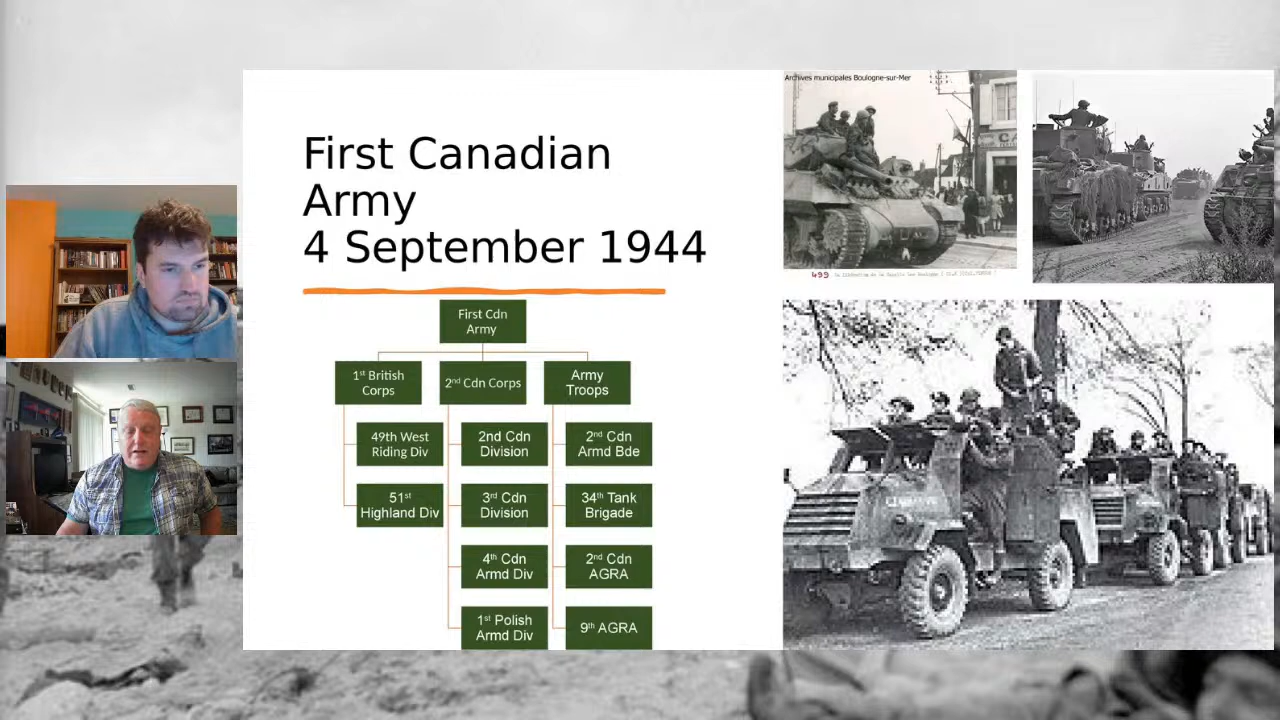 First Canadian
Army
4 September 1944
First Cdn
Army
1st British
Corps
2nd Cdn Corps
Army
Troops
49th West
Riding Div
2nd Cdn
Division
2nd Cdn
Armd Bde
51st
Highland Div
3rd Cdn
Division
34th Tank
Brigade
4th Cdn
Armd Div
2nd Cdn
AGRA
1st Polish
Armd Div
9th AGRA
Archives municipales Boulogne-sur-Mer
499